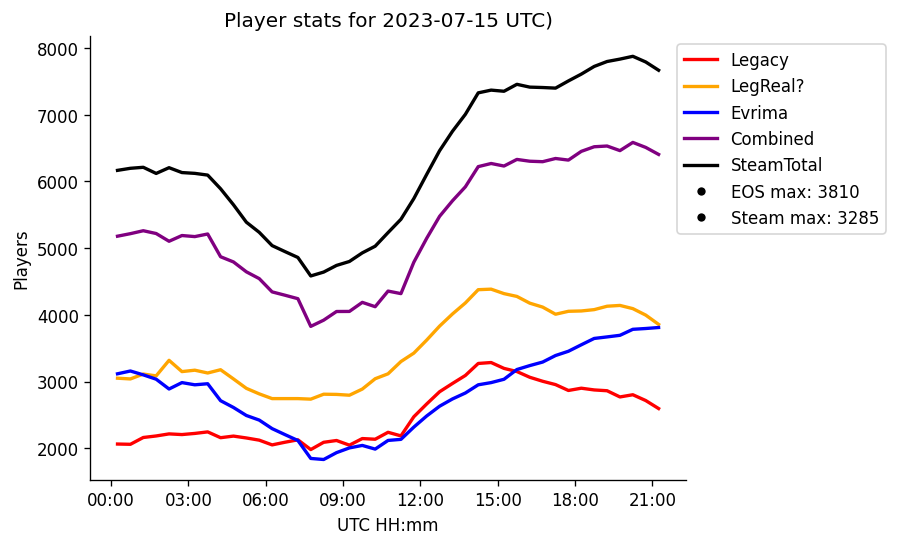 Player stats for 2023-07-15 UTC)
8000
7000
6000
5000
4000
3000
2000
Players
00:00 03:00 06:00 09:00 12:00 15:00 18:00 21:00
UTC HH:mm
Legacy
LegReal?
Evrima
Combined
SteamTotal
EOS max: 3810
Steam max: 3285